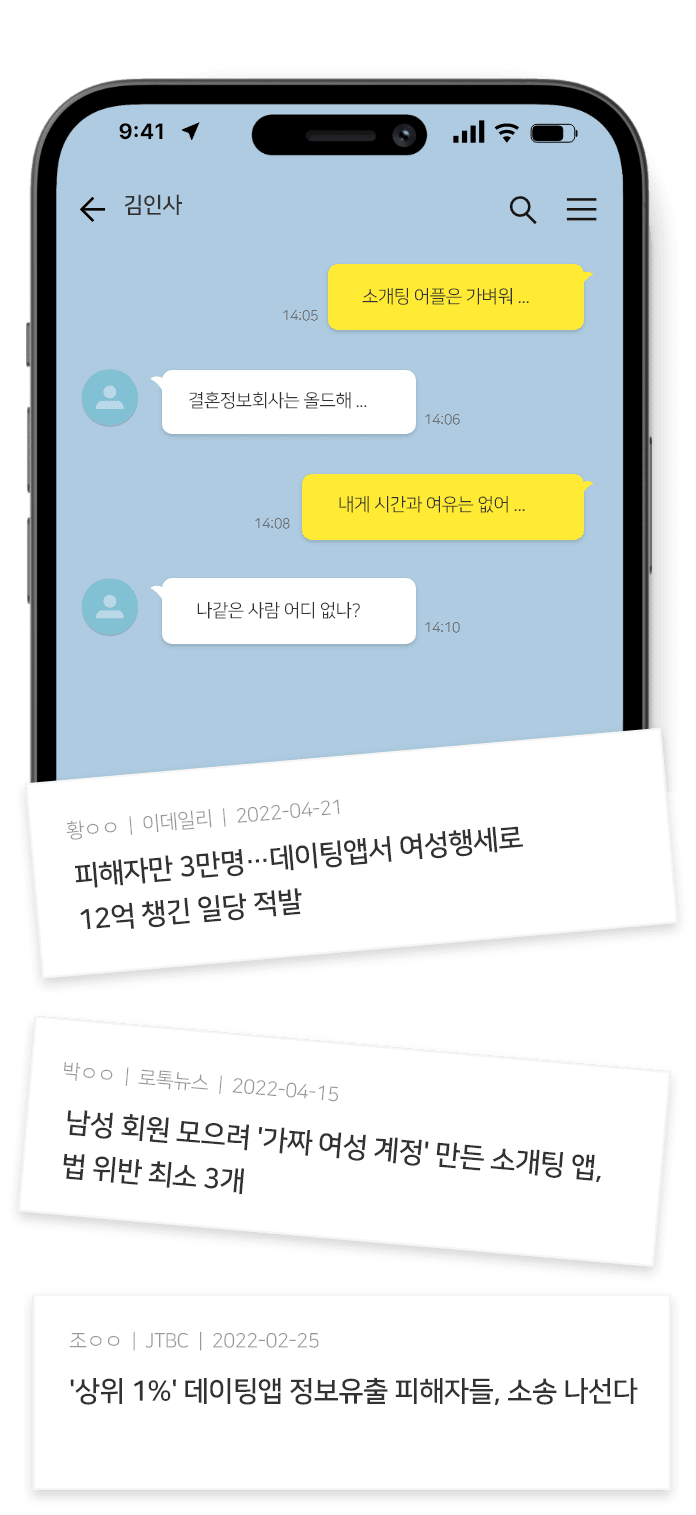 9:41
김인사
소개팅 어플은 가벼워 ...
14:05
결혼정보회사는 올드해 ...
14:06
내게 시간과 여유는 없어 ...
14:08
나같은 사람 어디 없나?
14:10
황ㅇㅇ | 이데일리 | 2022-04-21
피해자만 3만명…데이팅앱서 여성행세로
12억 챙긴 일당 적발
박ㅇㅇ | 로톡뉴스 | 2022-04-15
남성 회원 모으려 '가짜 여성 계정' 만든 소개팅 앱,
법 위반 최소 3개
조ㅇㅇ | JTBC | 2022-02-25
'상위 1%' 데이팅앱 정보유출 피해자들, 소송 나선다